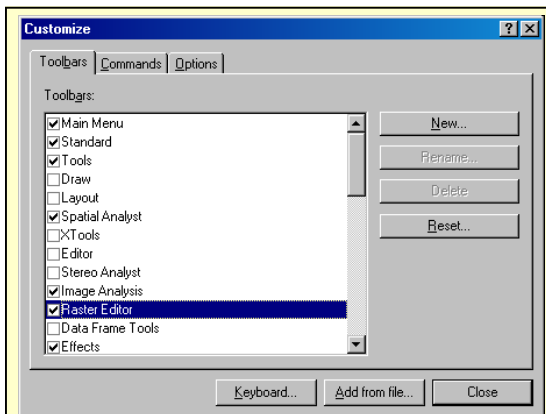 Customize
Toolbars Commands Options
Toolbars:
Main Menu
Standard
Tools
Draw
Layout
Spatial Analyst
XTools
Editor
Stereo Analyst
Image Analysis
Raster Editor
Data Frame Tools
Effects
New...
Rename...
Delete
Reset...
Keyboard... Add from file... Close